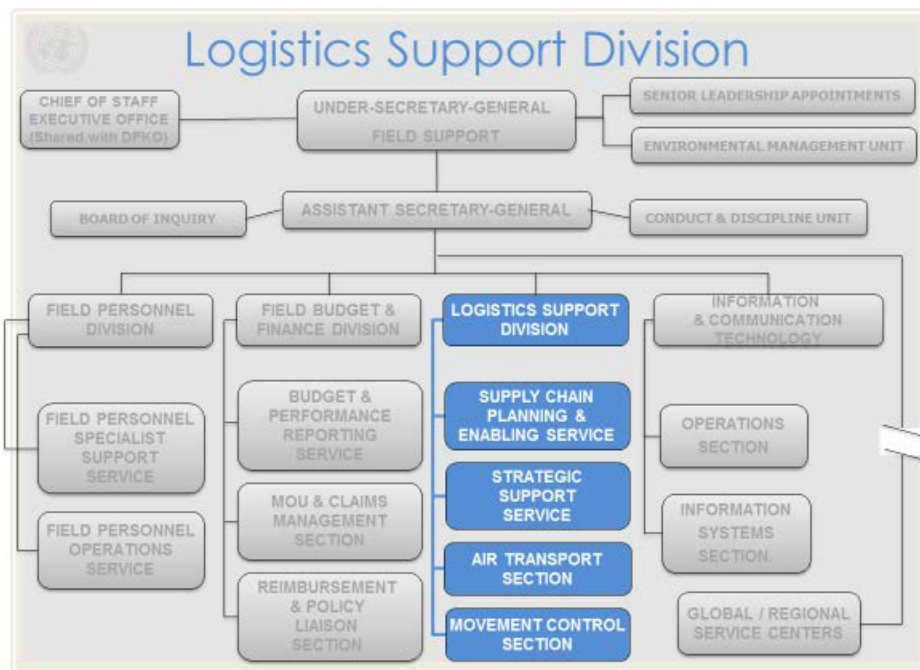 Logistics Support Division
CHIEF OF STAFF
EXECUTIVE OFFICE
(Shared with DPKO)
UNDER-SECRETARY-GENERAL
FIELD SUPPORT
SENIOR LEADERSHIP APPOINTMENTS
ENVIRONMENTAL MANAGEMENT UNIT
BOARD OF INQUIRY
ASSISTANT SECRETARY-GENERAL
CONDUCT & DISCIPLINE UNIT
FIELD PERSONNEL
DIVISION
FIELD BUDGET &
FINANCE DIVISION
LOGISTICS SUPPORT
DIVISION
INFORMATION
& COMMUNICATION
TECHNOLOGY
FIELD PERSONNEL
SPECIALIST
SUPPORT
SERVICE
FIELD PERSONNEL
OPERATIONS
SERVICE
BUDGET &
PERFORMANCE
REPORTING
SERVICE
MOU & CLAIMS
MANAGEMENT
SECTION
REIMBURSEMENT
& POLICY
LIAISON
SECTION
SUPPLY CHAIN
PLANNING &
ENABLING SERVICE
STRATEGIC
SUPPORT
SERVICE
AIR TRANSPORT
SECTION
MOVEMENT CONTROL
SECTION
OPERATIONS
SECTION
INFORMATION
SYSTEMS
SECTION.
GLOBAL / REGIONAL
SERVICE CENTERS